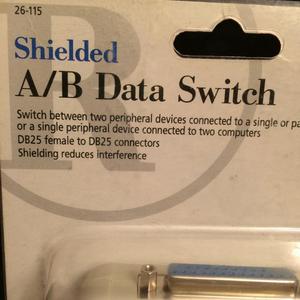 26-115
Shielded
A/B Data Switch
Switch between two peripheral devices connected to a single or
or a single peripheral device connected to two computers
DB25 female to DB25 connectors
Shielding reduces interference